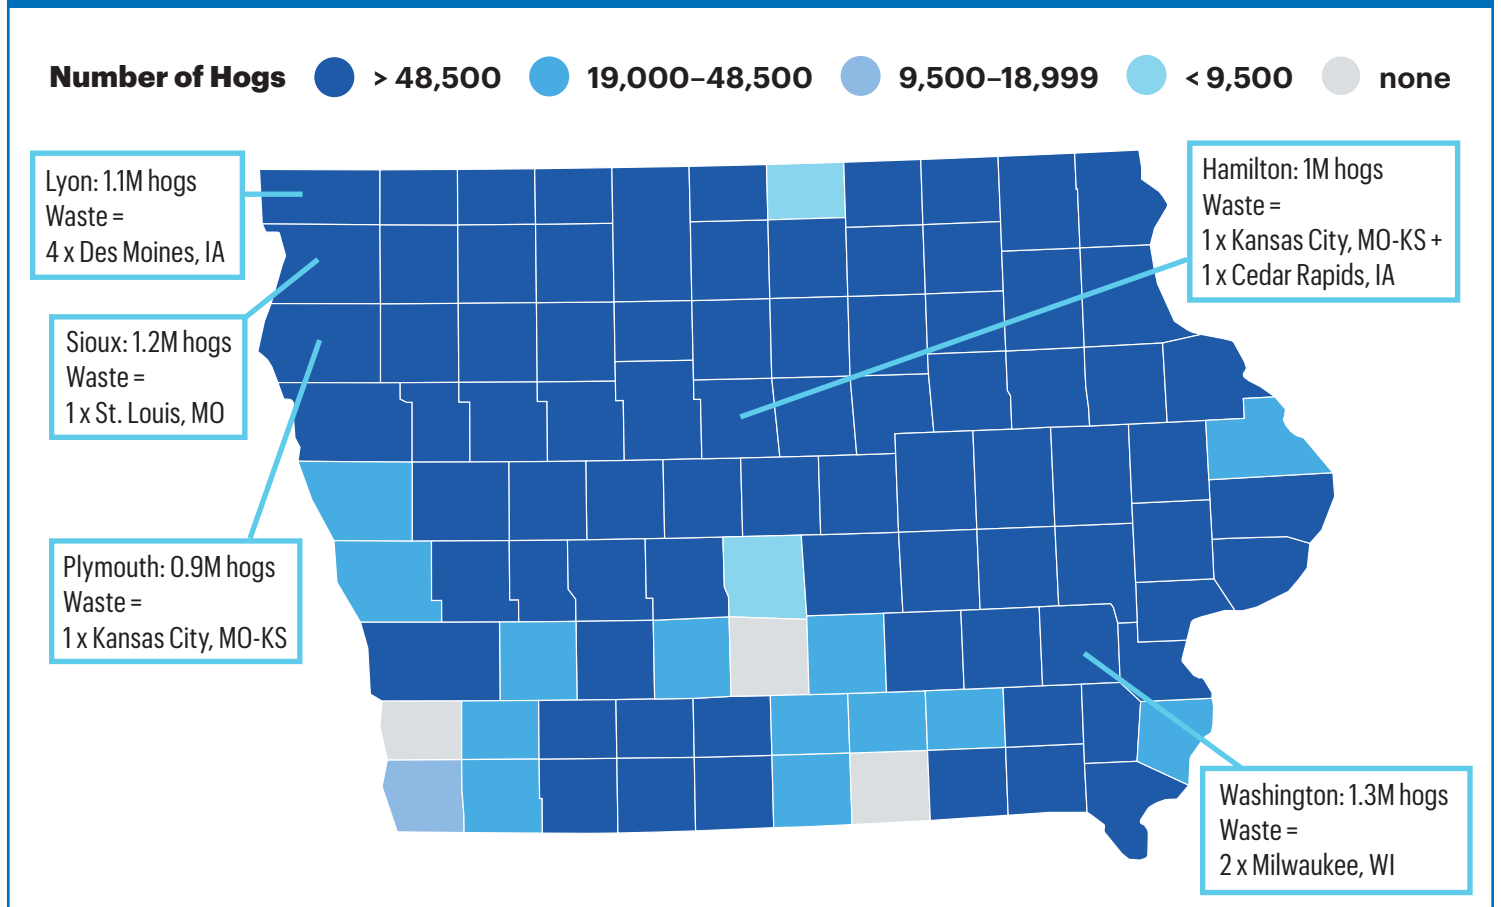 Number of Hogs > 48,500 19,000–48,500 9,500–18,999 < 9,500 none
Lyon: 1.1M hogs
Waste =
4 x Des Moines, IA
Hamilton: 1M hogs
Waste =
1 x Kansas City, MO-KS +
1 x Cedar Rapids, IA
Sioux: 1.2M hogs
Waste =
1 x St. Louis, MO
Plymouth: 0.9M hogs
Waste =
1 x Kansas City, MO-KS
Washington: 1.3M hogs
Waste =
2 x Milwaukee, WI